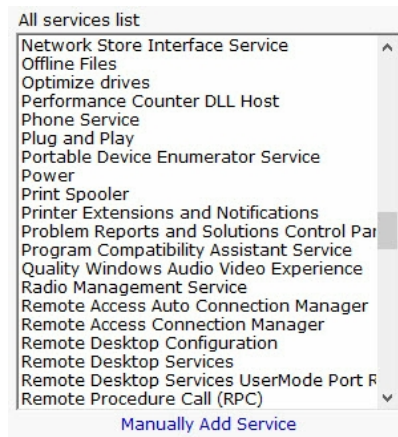 All services list
Network Store Interface Service
Offline Files
Optimize drives
Performance Counter DLL Host
Phone Service
Plug and Play
Portable Device Enumerator Service
Power
Print Spooler
Printer Extensions and Notifications
Problem Reports and Solutions Control Pan
Program Compatibility Assistant Service
Quality Windows Audio Video Experience
Radio Management Service
Remote Access Auto Connection Manager
Remote Access Connection Manager
Remote Desktop Configuration
Remote Desktop Services
Remote Desktop Services UserMode Port R
Remote Procedure Call (RPC)
Manually Add Service